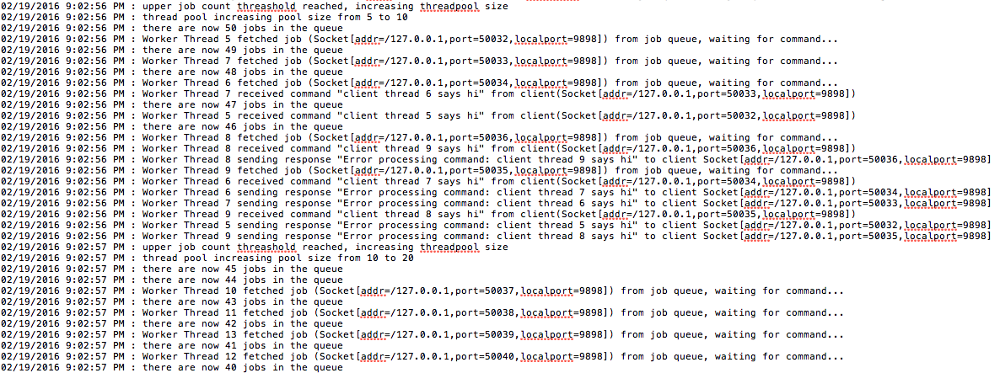 02/19/2016 9:02:56 PM : upper job count threashold reached, increasing threadpool size
02/19/2016 9:02:56 PM : thread pool increasing pool size from 5 to 10
02/19/2016 9:02:56 PM : there are now 50 jobs in the queue
02/19/2016 9:02:56 PM : Worker Thread 5 fetched job (Socket[addr=/127.0.0.1,port=50032,localport=9898]) from job queue, waiting for command...
02/19/2016 9:02:56 PM : there are now 49 jobs in the queue
02/19/2016 9:02:56 PM : Worker Thread 7 fetched job (Socket[addr=/127.0.0.1,port=50033,localport=9898]) from job queue, waiting for command...
02/19/2016 9:02:56 PM : there are now 48 jobs in the queue
02/19/2016 9:02:56 PM : Worker Thread 6 fetched job (Socket[addr=/127.0.0.1,port=50034,localport=9898]) from job queue, waiting for command...
02/19/2016 9:02:56 PM : Worker Thread 7 received command "client thread 6 says hi" from client(Socket[addr=/127.0.0.1,port=50033,localport=9898])
02/19/2016 9:02:56 PM : there are now 47 jobs in the queue
02/19/2016 9:02:56 PM : Worker Thread 5 received command "client thread 5 says hi" from client(Socket[addr=/127.0.0.1,port=50032,localport=9898])
02/19/2016 9:02:56 PM : there are now 46 jobs in the queue
02/19/2016 9:02:56 PM : Worker Thread 8 fetched job (Socket[addr=/127.0.0.1,port=50036,localport=9898]) from job queue, waiting for command...
02/19/2016 9:02:56 PM : Worker Thread 8 received command "client thread 9 says hi" from client(Socket[addr=/127.0.0.1,port=50036,localport=9898])
02/19/2016 9:02:56 PM : Worker Thread 8 sending response "Error processing command: client thread 9 says hi" to client Socket[addr=/127.0.0.1,port=50036,localport=9898]
02/19/2016 9:02:56 PM : Worker Thread 9 fetched job (Socket[addr=/127.0.0.1,port=50035,localport=9898]) from job queue, waiting for command...
02/19/2016 9:02:56 PM : Worker Thread 6 received command "client thread 7 says hi" from client(Socket[addr=/127.0.0.1,port=50034,localport=9898])
02/19/2016 9:02:56 PM : Worker Thread 6 sending response "Error processing command: client thread 7 says hi" to client Socket[addr=/127.0.0.1,port=50034,localport=9898]
02/19/2016 9:02:56 PM : Worker Thread 7 sending response "Error processing command: client thread 6 says hi" to client Socket[addr=/127.0.0.1,port=50033,localport=9898]
02/19/2016 9:02:56 PM : Worker Thread 9 received command "client thread 8 says hi" from client(Socket[addr=/127.0.0.1,port=50035,localport=9898])
02/19/2016 9:02:56 PM : Worker Thread 5 sending response "Error processing command: client thread 5 says hi" to client Socket[addr=/127.0.0.1,port=50032,localport=9898]
02/19/2016 9:02:56 PM : Worker Thread 9 sending response "Error processing command: client thread 8 says hi" to client Socket[addr=/127.0.0.1,port=50035,localport=9898]
02/19/2016 9:02:57 PM : upper job count threashold reached, increasing threadpool size
02/19/2016 9:02:57 PM : thread pool increasing pool size from 10 to 20
02/19/2016 9:02:57 PM : there are now 45 jobs in the queue
02/19/2016 9:02:57 PM : there are now 44 jobs in the queue
02/19/2016 9:02:57 PM : Worker Thread 10 fetched job (Socket[addr=/127.0.0.1,port=50037,localport=9898]) from job queue, waiting for command...
02/19/2016 9:02:57 PM : there are now 43 jobs in the queue
02/19/2016 9:02:57 PM : Worker Thread 11 fetched job (Socket[addr=/127.0.0.1,port=50038,localport=9898]) from job queue, waiting for command...
02/19/2016 9:02:57 PM : there are now 42 jobs in the queue
02/19/2016 9:02:57 PM : Worker Thread 13 fetched job (Socket[addr=/127.0.0.1,port=50039,localport=9898]) from job queue, waiting for command...
02/19/2016 9:02:57 PM : there are now 41 jobs in the queue
02/19/2016 9:02:57 PM : Worker Thread 12 fetched job (Socket[addr=/127.0.0.1,port=50040,localport=9898]) from job queue, waiting for command...
02/19/2016 9:02:57 PM : there are now 40 jobs in the queue